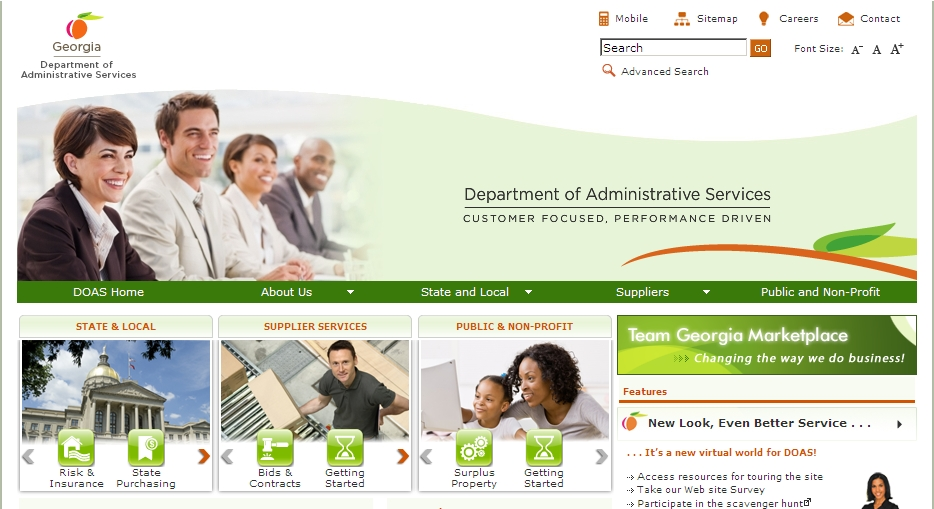 Georgia
Department of
Administrative Services
Mobile
Sitemap
Careers
Contact
Search
GO
Font Size: A- A A+
Advanced Search
Department of Administrative Services
CUSTOMER FOCUSED, PERFORMANCE DRIVEN
DOAS Home
About Us
State and Local
Suppliers
Public and Non-Profit
STATE & LOCAL
Risk &
Insurance
State
Purchasing
SUPPLIER SERVICES
Bids &
Contracts
Getting
Started
PUBLIC & NON-PROFIT
Surplus
Property
Getting
Started
Team Georgia Marketplace
Changing the way we do business!
Features
New Look, Even Better Service . . .
. . . It's a new virtual world for DOAS!
Access resources for touring the site
Take our Web site Survey
Participate in the scavenger hunt